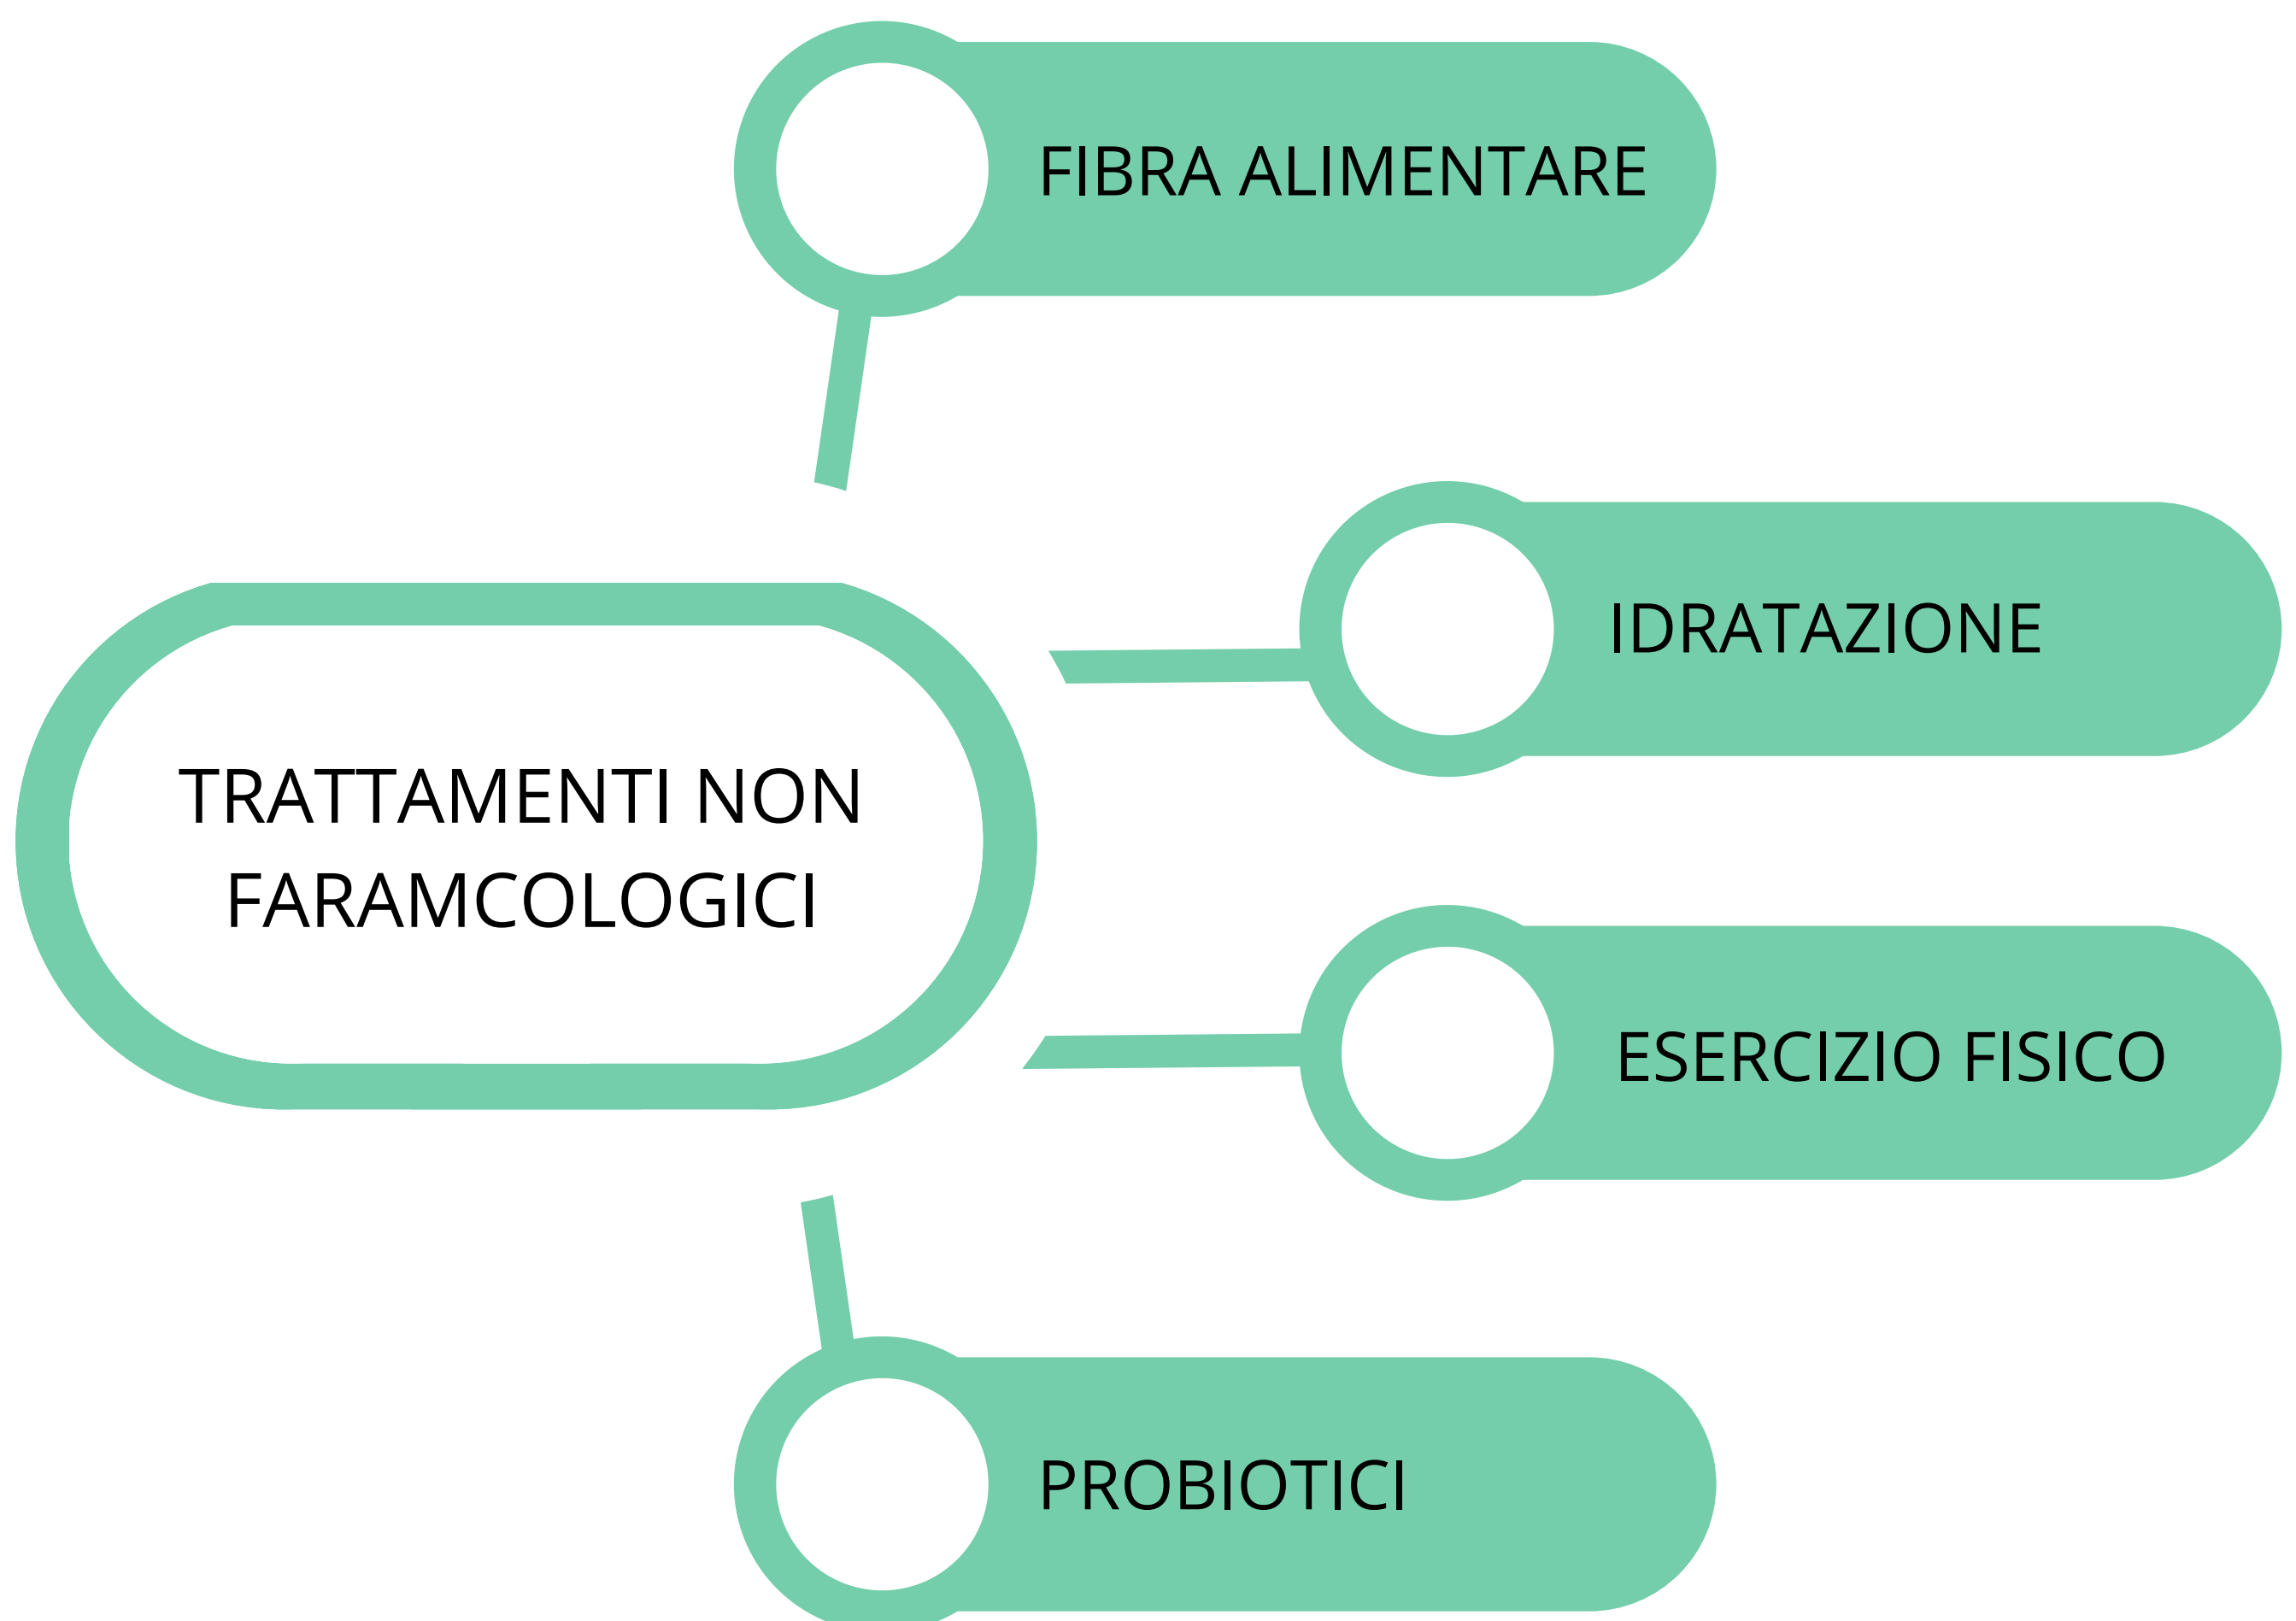 FIBRA ALIMENTARE
IDRATAZIONE
TRATTAMENTI NON
FARAMCOLOGICI
ESERCIZIO FISICO
PROBIOTICI